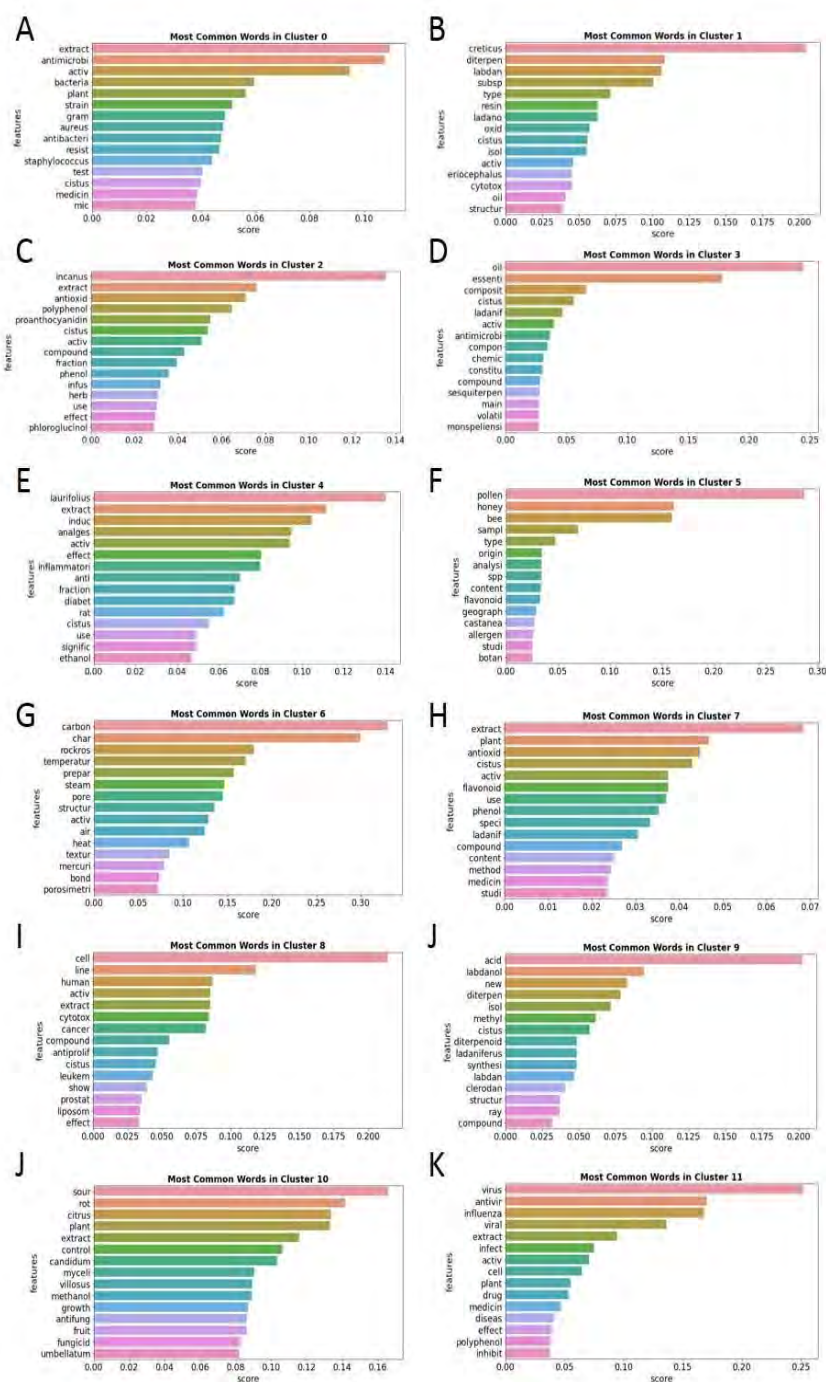 A
Most Common Words in Cluster 0
features
extract
antimicrobi
activ
bacteria
plant
strain
gram
aureus
antibacteri
resist
staphylococcus
test
cistus
medicin
mic
0.00 0.02 0.04 0.06 0.08 0.10
score
B
Most Common Words in Cluster 1
features
creticus
diterpen
labdan
subsp
type
resin
ladano
oxid
cistus
isol
activ
eriocephalus
cytotox
oil
structur
0.000 0.025 0.050 0.075 0.100 0.125 0.150 0.175 0.200
score
C
Most Common Words in Cluster 2
features
incanus
extract
antioxid
polyphenol
proanthocyanidin
cistus
activ
compound
fraction
phenol
infus
herb
use
effect
phloroglucinol
0.00 0.02 0.04 0.06 0.08 0.10 0.12 0.14
score
D
Most Common Words in Cluster 3
features
oil
essenti
composit
cistus
ladanif
activ
antimicrobi
compon
chemic
constitu
compound
sesquiterpen
main
volatil
monspeliensi
0.00 0.05 0.10 0.15 0.20 0.25
score
E
Most Common Words in Cluster 4
features
laurifolius
extract
induc
analges
activ
effect
inflammatori
anti
fraction
diabet
rat
cistus
use
signific
ethanol
0.00 0.02 0.04 0.06 0.08 0.10 0.12 0.14
score
F
Most Common Words in Cluster 5
features
pollen
honey
bee
sampl
type
origin
analysi
spp
content
flavonoid
geograph
castanea
allergen
studi
botan
0.00 0.05 0.10 0.15 0.20 0.25 0.30
score
G
Most Common Words in Cluster 6
features
carbon
char
rockros
temperatur
prepar
steam
pore
structur
activ
air
heat
textur
mercuri
bond
porosimetri
0.00 0.05 0.10 0.15 0.20 0.25 0.30
score
H
Most Common Words in Cluster 7
features
extract
plant
antioxid
cistus
activ
flavonoid
use
phenol
speci
ladanif
compound
content
method
medicin
studi
0.00 0.01 0.02 0.03 0.04 0.05 0.06 0.07
score
I
Most Common Words in Cluster 8
features
cell
line
human
activ
extract
cytotox
cancer
compound
antiprolif
cistus
leukem
show
prostat
liposom
effect
0.000 0.025 0.050 0.075 0.100 0.125 0.150 0.175 0.200
score
J
Most Common Words in Cluster 9
features
acid
labdanol
new
diterpen
isol
methyl
cistus
diterpenoid
ladaniferus
synthesi
labdan
clerodan
structur
ray
compound
0.000 0.025 0.050 0.075 0.100 0.125 0.150 0.175 0.200
score
J
Most Common Words in Cluster 10
features
sour
rot
citrus
plant
extract
control
candidum
myceli
villosus
methanol
growth
antifung
fruit
fungicid
umbellatum
0.00 0.02 0.04 0.06 0.08 0.10 0.12 0.14 0.16
score
K
Most Common Words in Cluster 11
features
virus
antivir
influenza
viral
extract
infect
activ
cell
plant
drug
medicin
diseas
effect
polyphenol
inhibit
0.00 0.05 0.10 0.15 0.20 0.25
score